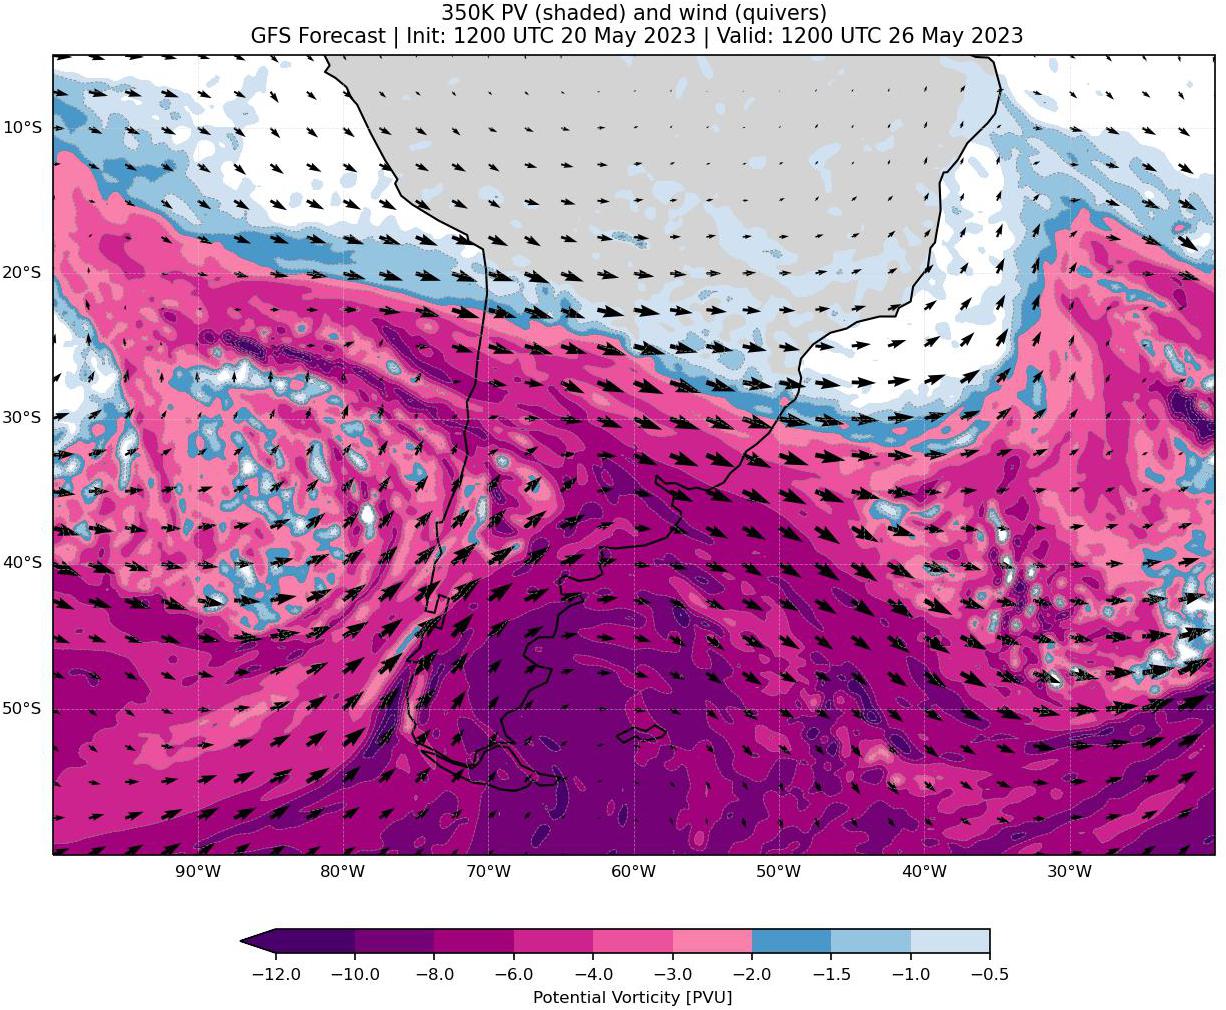 350K PV (shaded) and wind (quivers)
GFS Forecast | Init: 1200 UTC 20 May 2023 | Valid: 1200 UTC 26 May 2023
10°S
20°S
30°S
40°S
50°S
90°W 80°W 70°W 60°W 50°W 40°W 30°W
−12.0 −10.0 −8.0 −6.0 −4.0 −3.0 −2.0 −1.5 −1.0 −0.5
Potential Vorticity [PVU]